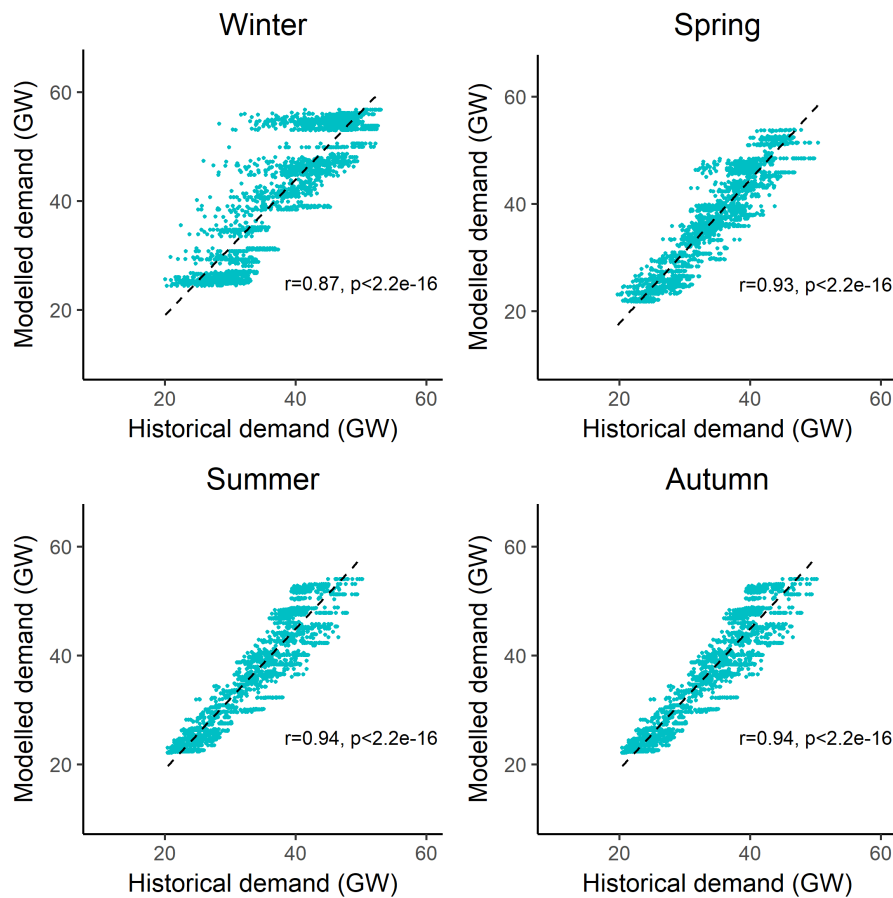 Winter
Modelled demand (GW)
60
40
20
r=0.87, p<2.2e-16
20 40 60
Historical demand (GW)
Spring
Modelled demand (GW)
60
40
20
r=0.93, p<2.2e-16
20 40 60
Historical demand (GW)
Summer
Modelled demand (GW)
60
40
20
r=0.94, p<2.2e-16
20 40 60
Historical demand (GW)
Autumn
Modelled demand (GW)
60
40
20
r=0.94, p<2.2e-16
20 40 60
Historical demand (GW)